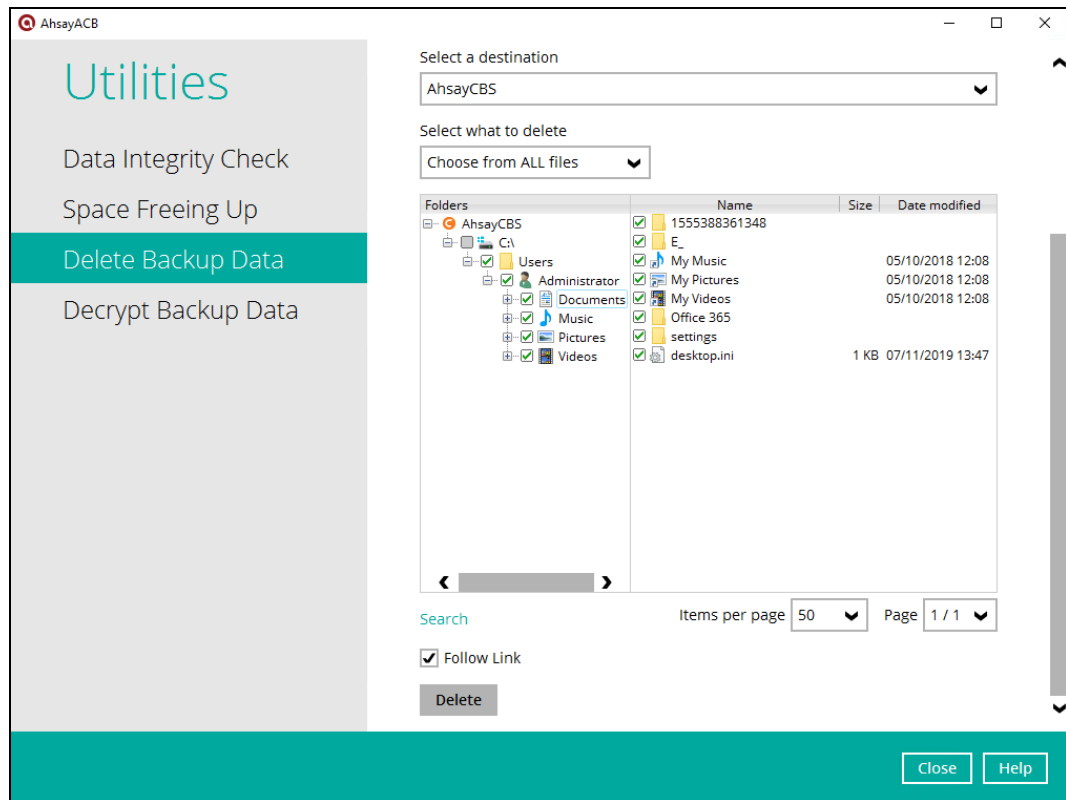 AhsayACB
Utilities
Data Integrity Check
Space Freeing Up
Delete Backup Data
Decrypt Backup Data
Select a destination
AhsayCBS
Select what to delete
Choose from ALL files
Folders
AhsayCBS
C:\
Users
Administrator
Documents
Music
Pictures
Videos
Name Size Date modified
1555388361348
E_
My Music 05/10/2018 12:08
My Pictures 05/10/2018 12:08
My Videos 05/10/2018 12:08
Office 365
settings
desktop.ini 1 KB 07/11/2019 13:47
Search Items per page 50 Page 1 / 1
Follow Link
Delete
Close Help